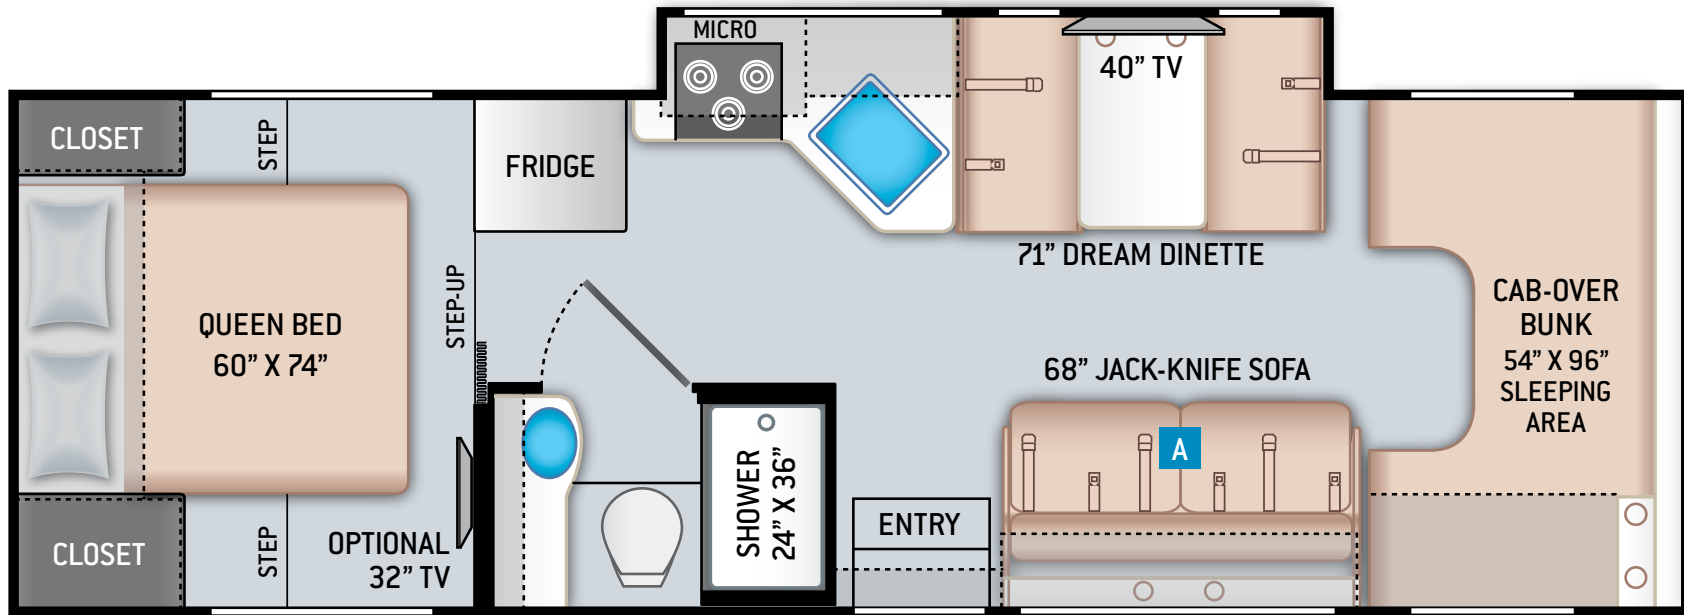 MICRO
40” TV
CLOSET
STEP
FRIDGE
71” DREAM DINETTE
STEP-UP
QUEEN BED
60” X 74”
CAB-OVER
BUNK
54” X 96”
SLEEPING
AREA
68” JACK-KNIFE SOFA
A
SHOWER
24” X 36”
ENTRY
CLOSET
STEP
OPTIONAL
32” TV